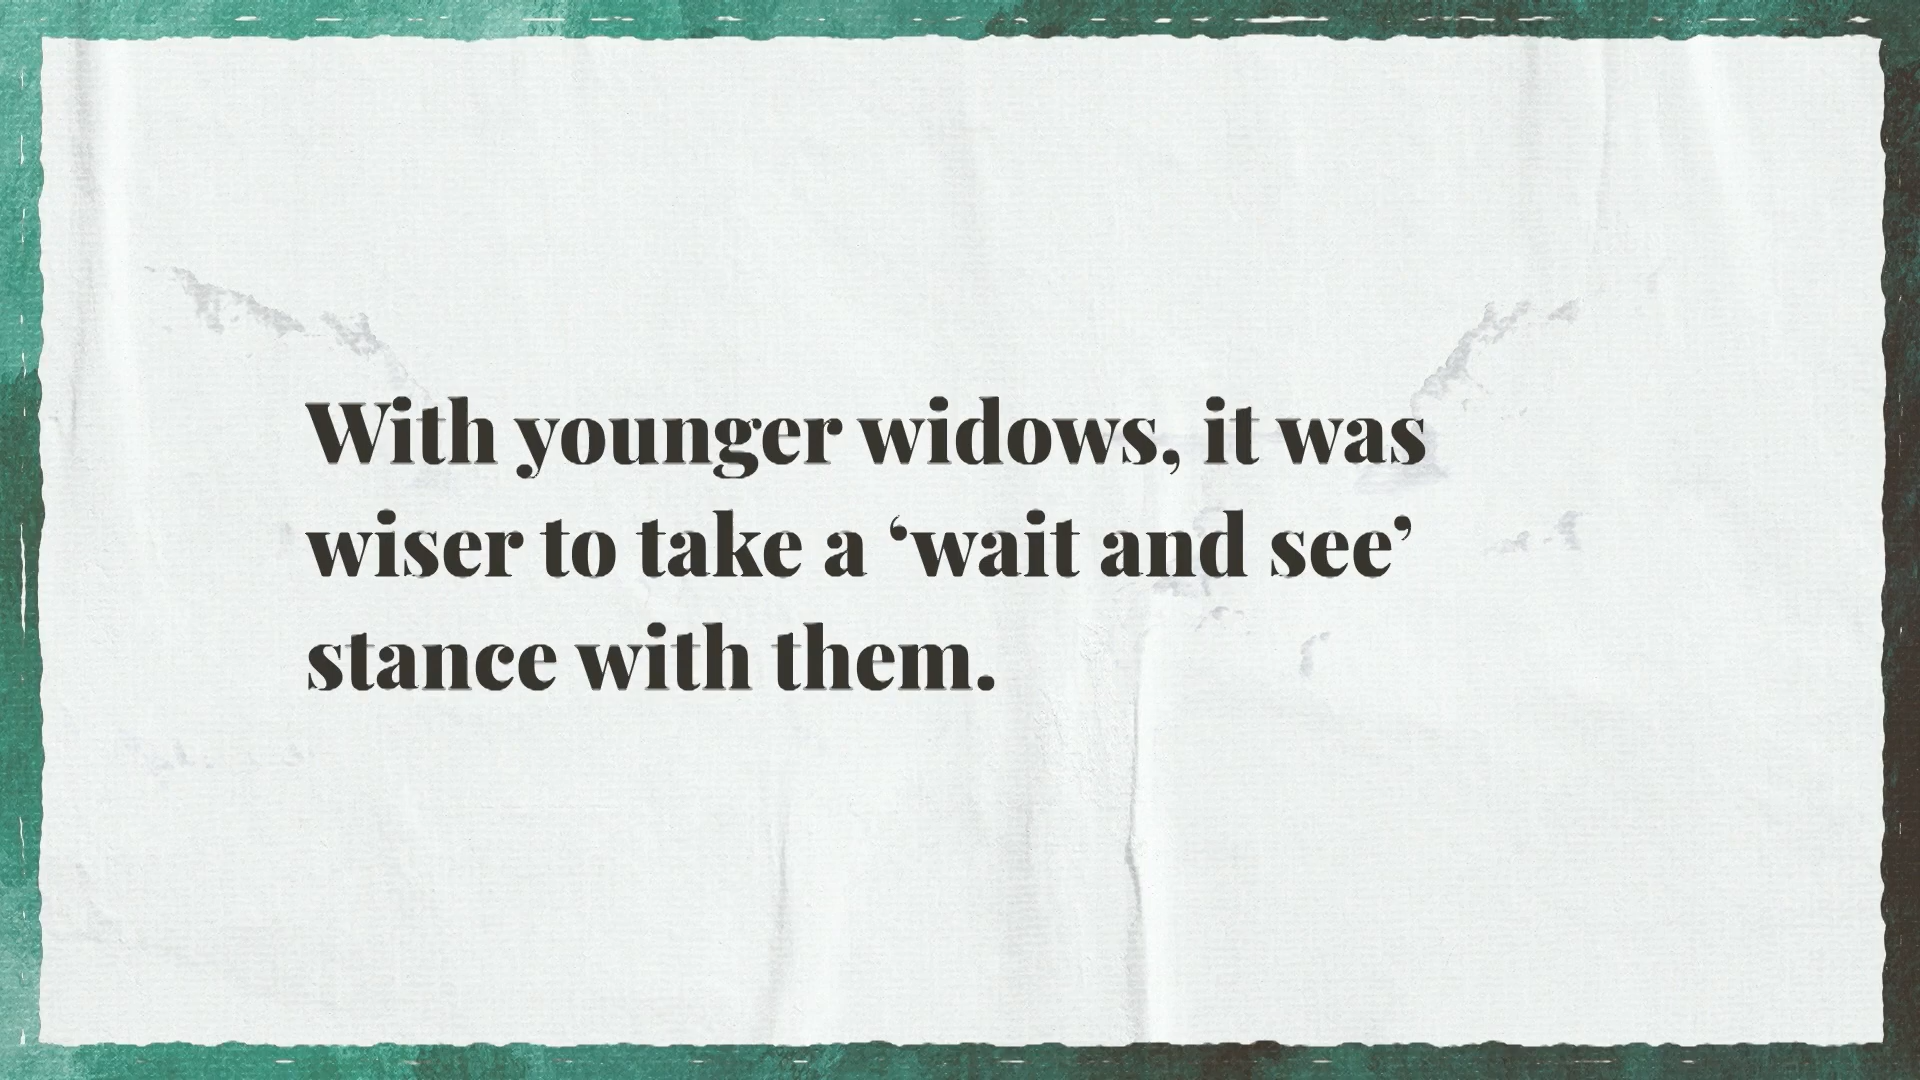 With younger widows, it was
wiser to take a ‘wait and see’
stance with them.